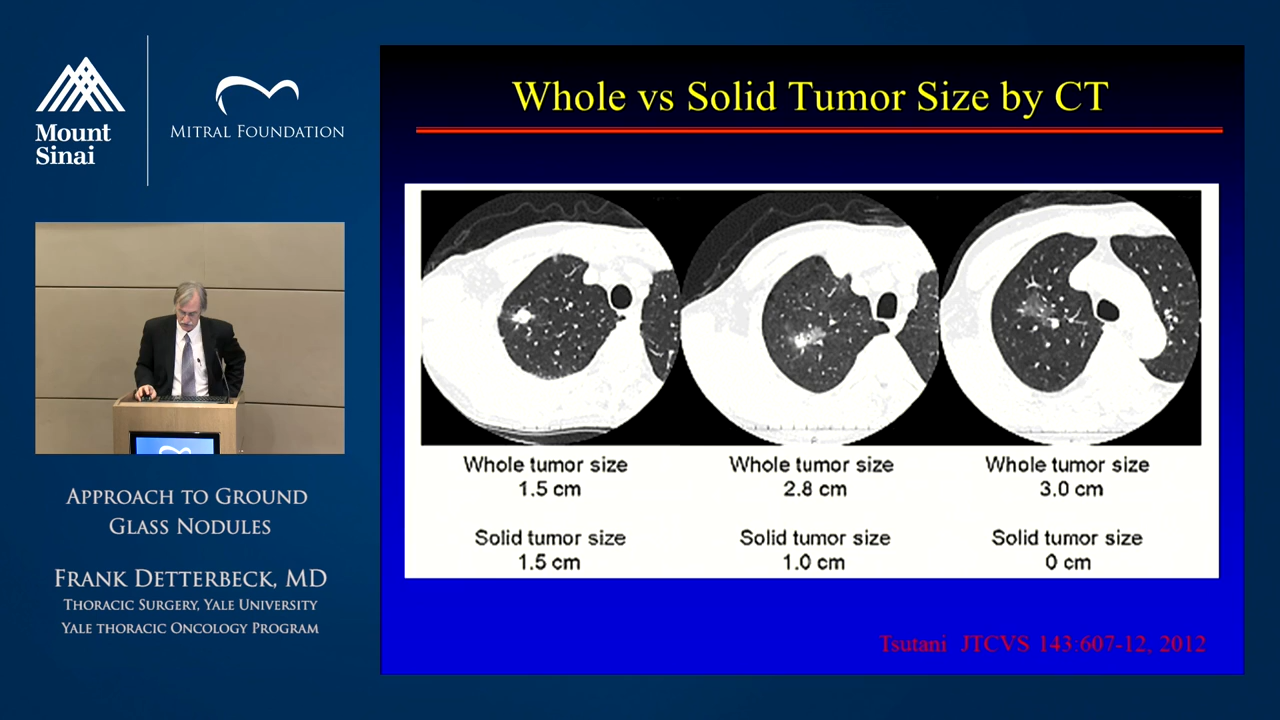 Mount
Sinai
MITRAL FOUNDATION
APPROACH TO GROUND
GLASS NODULES
FRANK DETTERBECK, MD
THORACIC SURGERY, YALE UNIVERSITY
YALE THORACIC ONCOLOGY PROGRAM
Whole vs Solid Tumor Size by CT
Whole tumor size
1.5 cm
Solid tumor size
1.5 cm
Whole tumor size
2.8 cm
Solid tumor size
1.0 cm
Whole tumor size
3.0 cm
Solid tumor size
0 cm
Tsutani JTCVS 143:607-12, 2012